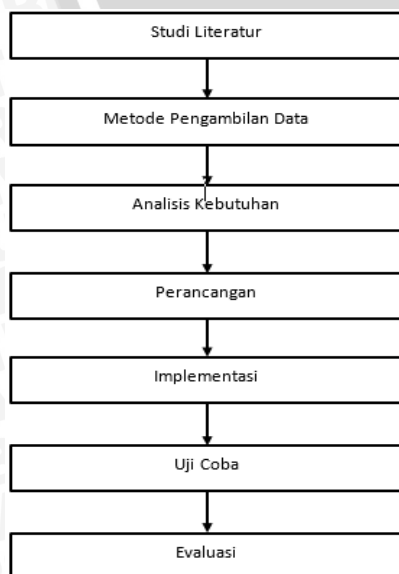 Studi Literatur
Metode Pengambilan Data
Analisis Kebutuhan
Perancangan
Implementasi
Uji Coba
Evaluasi